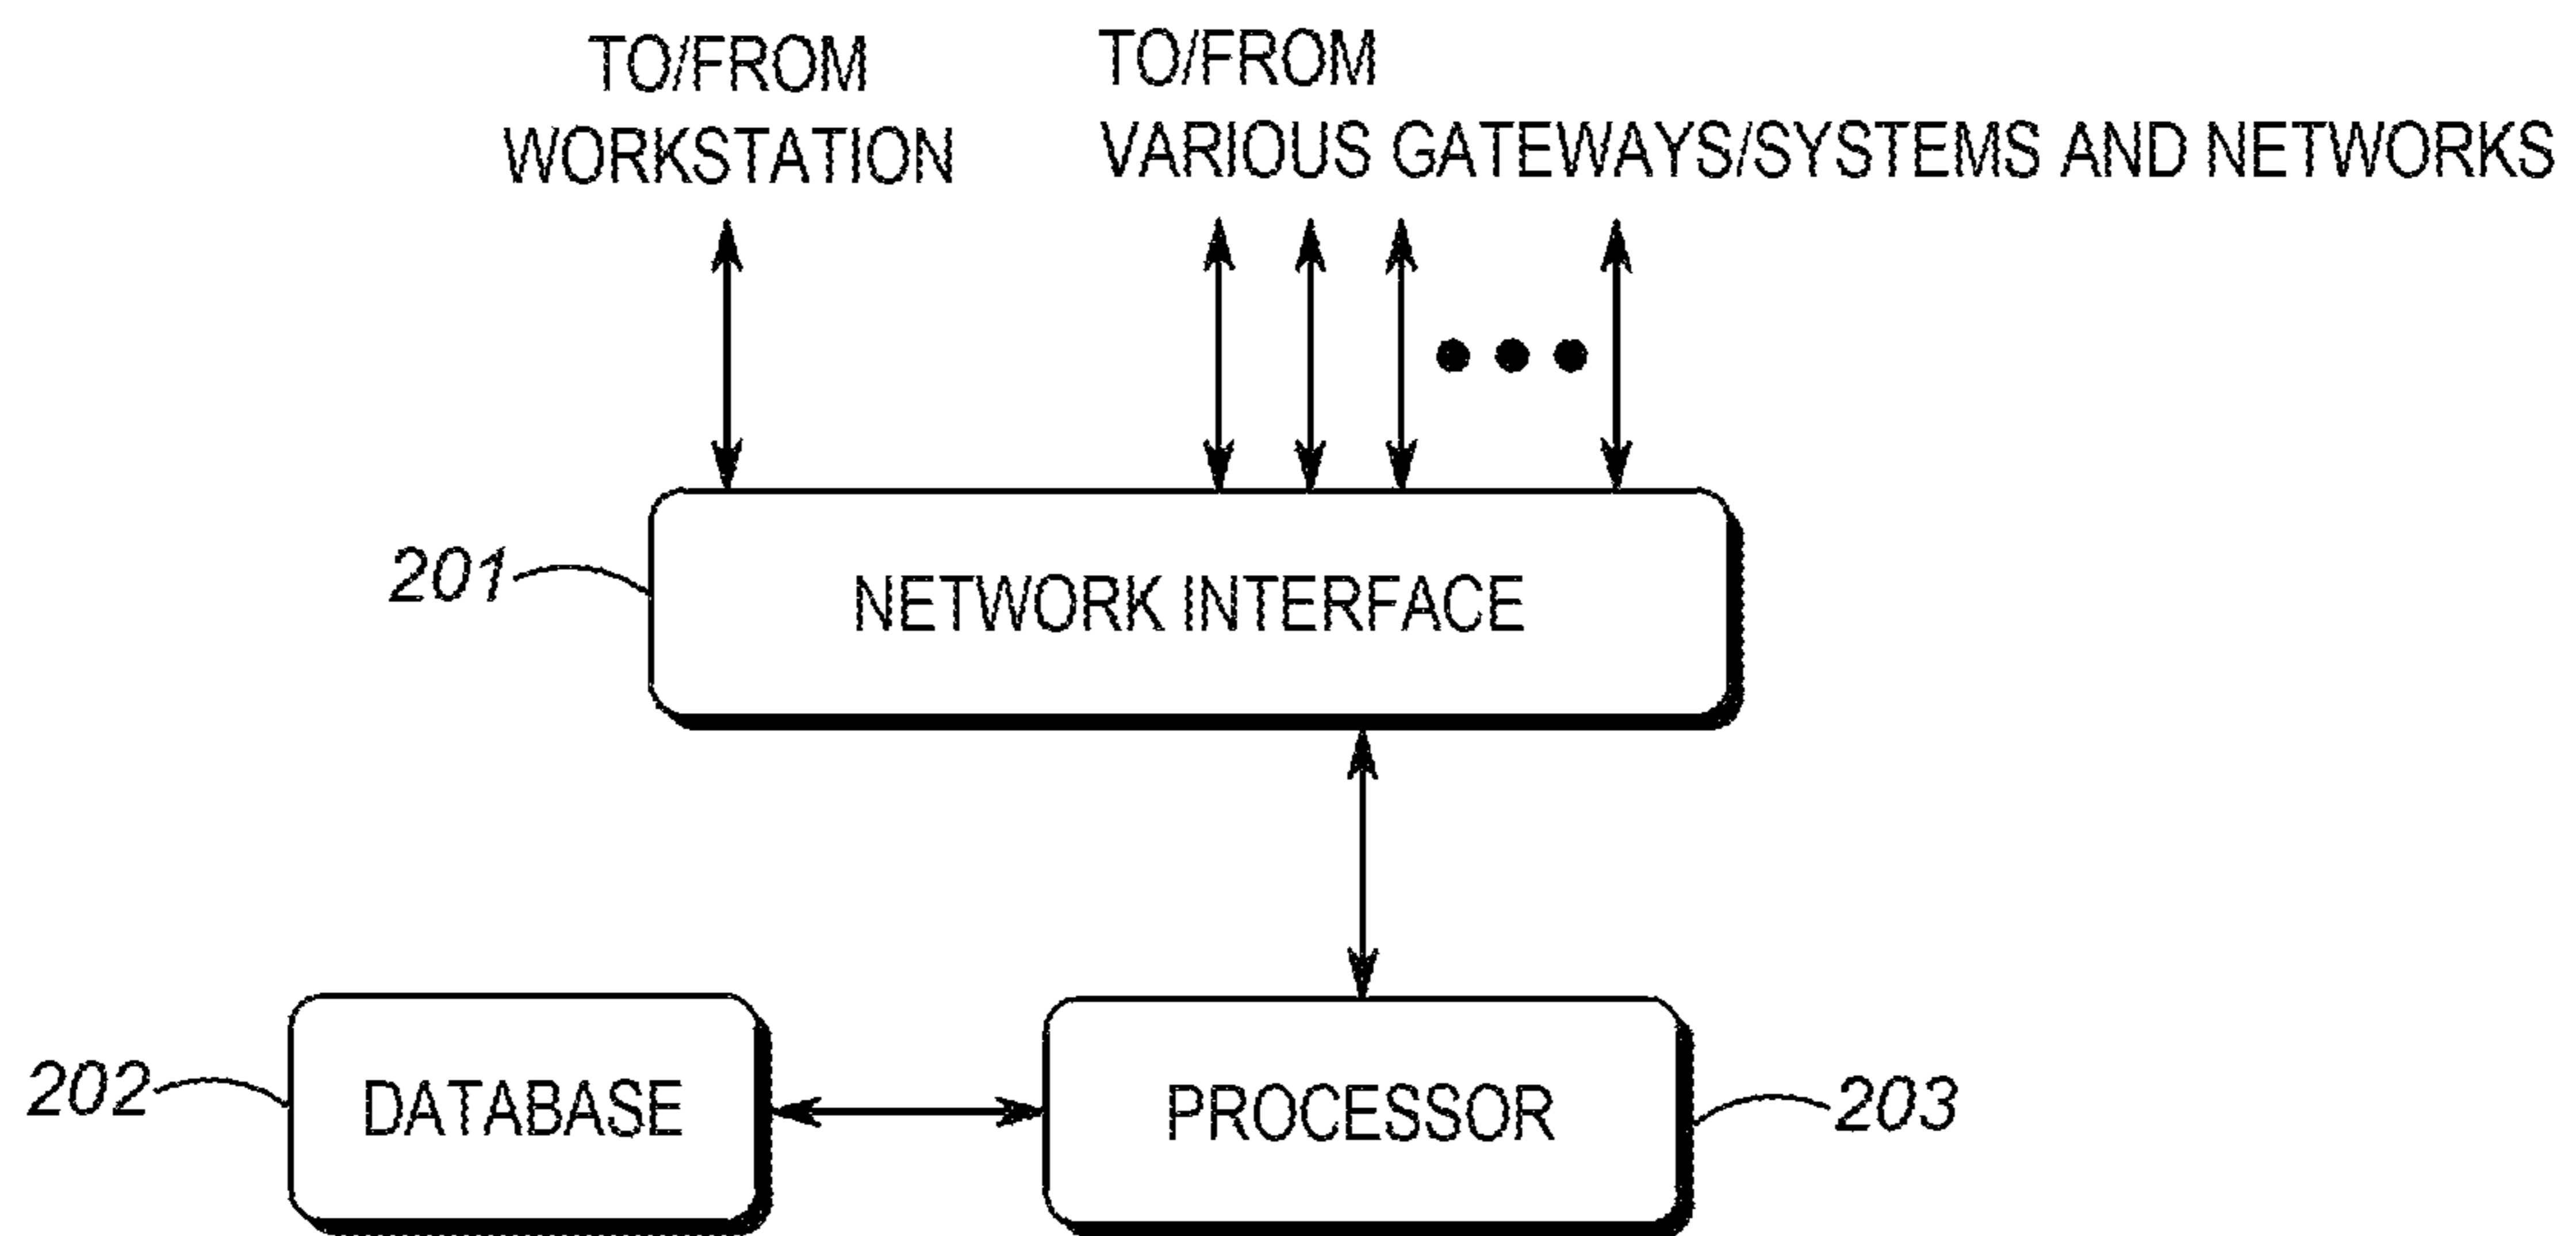 TO/FROM
WORKSTATION
TO/FROM
VARIOUS GATEWAYS/SYSTEMS AND NETWORKS
201
NETWORK INTERFACE
202
DATABASE
PROCESSOR
203